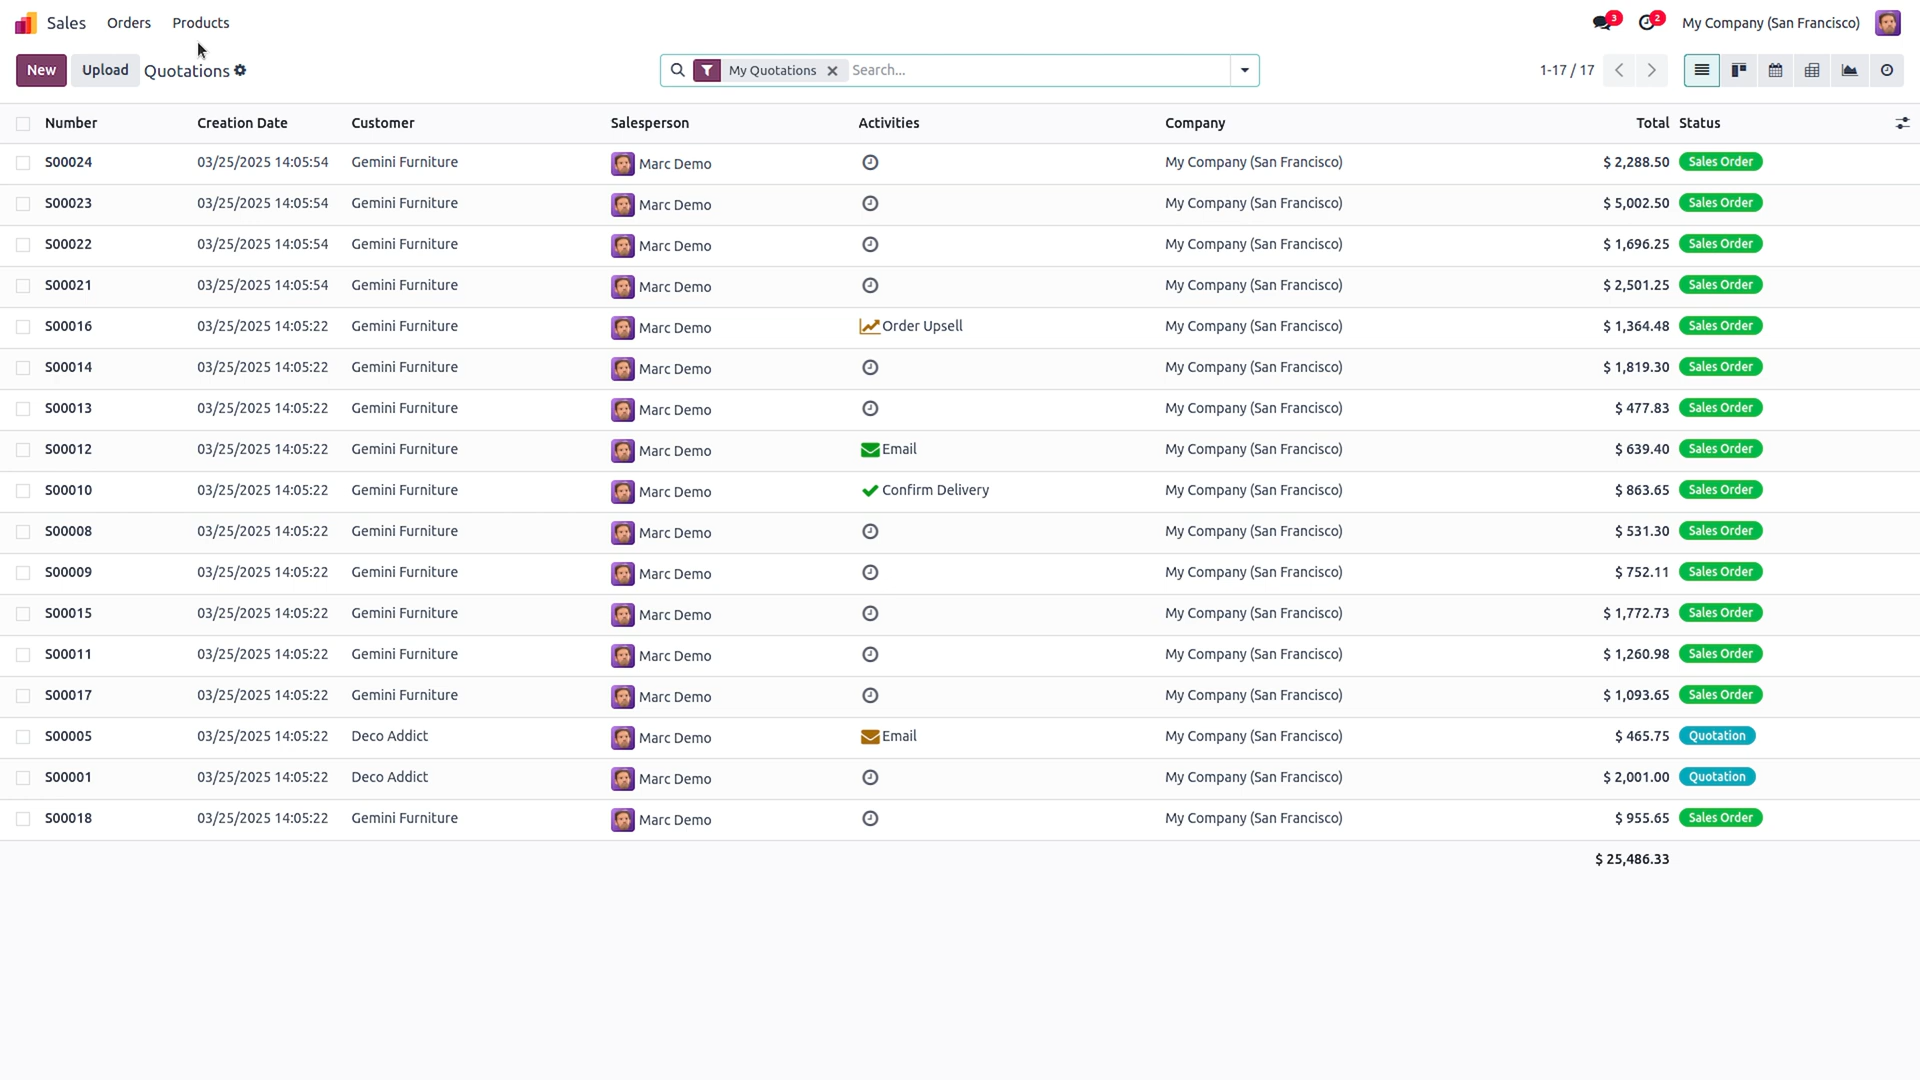 Sales Orders Products 3 2 My Company (San Francisco)
New Upload Quotations My Quotations Search... 1-17 / 17
Number Creation Date Customer Salesperson Activities Company Total Status
S00024 03/25/2025 14:05:54 Gemini Furniture Marc Demo My Company (San Francisco) $ 2,288.50 Sales Order
S00023 03/25/2025 14:05:54 Gemini Furniture Marc Demo My Company (San Francisco) $ 5,002.50 Sales Order
S00022 03/25/2025 14:05:54 Gemini Furniture Marc Demo My Company (San Francisco) $ 1,696.25 Sales Order
S00021 03/25/2025 14:05:54 Gemini Furniture Marc Demo My Company (San Francisco) $ 2,501.25 Sales Order
S00016 03/25/2025 14:05:22 Gemini Furniture Marc Demo Order Upsell My Company (San Francisco) $ 1,364.48 Sales Order
S00014 03/25/2025 14:05:22 Gemini Furniture Marc Demo My Company (San Francisco) $ 1,819.30 Sales Order
S00013 03/25/2025 14:05:22 Gemini Furniture Marc Demo My Company (San Francisco) $ 477.83 Sales Order
S00012 03/25/2025 14:05:22 Gemini Furniture Marc Demo Email My Company (San Francisco) $ 639.40 Sales Order
S00010 03/25/2025 14:05:22 Gemini Furniture Marc Demo Confirm Delivery My Company (San Francisco) $ 863.65 Sales Order
S00008 03/25/2025 14:05:22 Gemini Furniture Marc Demo My Company (San Francisco) $ 531.30 Sales Order
S00009 03/25/2025 14:05:22 Gemini Furniture Marc Demo My Company (San Francisco) $ 752.11 Sales Order
S00015 03/25/2025 14:05:22 Gemini Furniture Marc Demo My Company (San Francisco) $ 1,772.73 Sales Order
S00011 03/25/2025 14:05:22 Gemini Furniture Marc Demo My Company (San Francisco) $ 1,260.98 Sales Order
S00017 03/25/2025 14:05:22 Gemini Furniture Marc Demo My Company (San Francisco) $ 1,093.65 Sales Order
S00005 03/25/2025 14:05:22 Deco Addict Marc Demo Email My Company (San Francisco) $ 465.75 Quotation
S00001 03/25/2025 14:05:22 Deco Addict Marc Demo My Company (San Francisco) $ 2,001.00 Quotation
S00018 03/25/2025 14:05:22 Gemini Furniture Marc Demo My Company (San Francisco) $ 955.65 Sales Order
$ 25,486.33